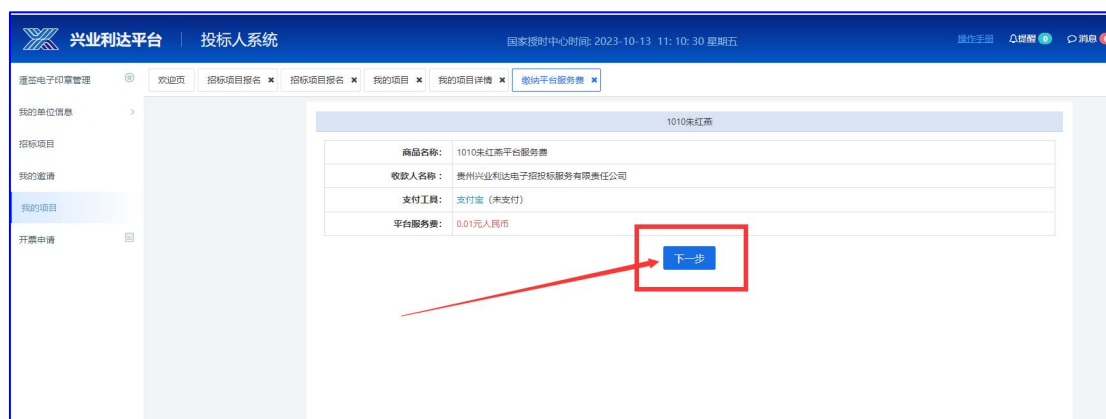 兴业利达平台 投标人系统 国家授时中心时间: 2023-10-13 11: 10: 30 星期五 操作手册 提醒 0 消息
欢迎页 招标项目报名 招标项目报名 我的项目 我的项目详情 缴纳平台服务费
签电子印章管理
我的单位信息
招标项目
我的邀请
我的项目
开票申请
1010朱红燕
商品名称: 1010朱红燕平台服务费
收款人名称: 贵州兴业利达电子招投标服务有限责任公司
支付工具: 支付宝 (未支付)
平台服务费: 0.01元人民币
下一步